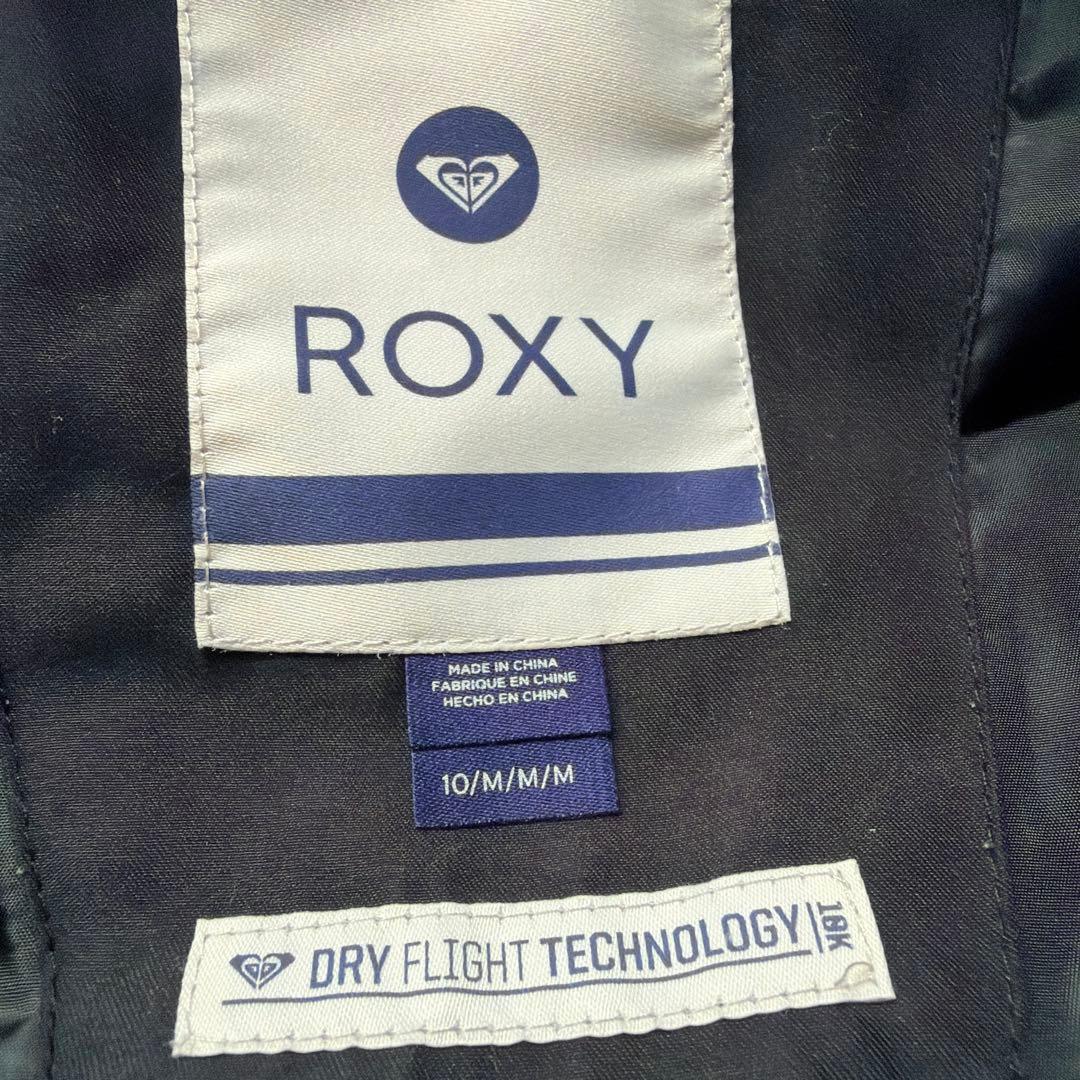 ROXY
MADE IN CHINA
FABRIQUE EN CHINE
HECHO EN CHINA
10/M/M/M
DRY FLIGHT TECHNOLOGY 10K